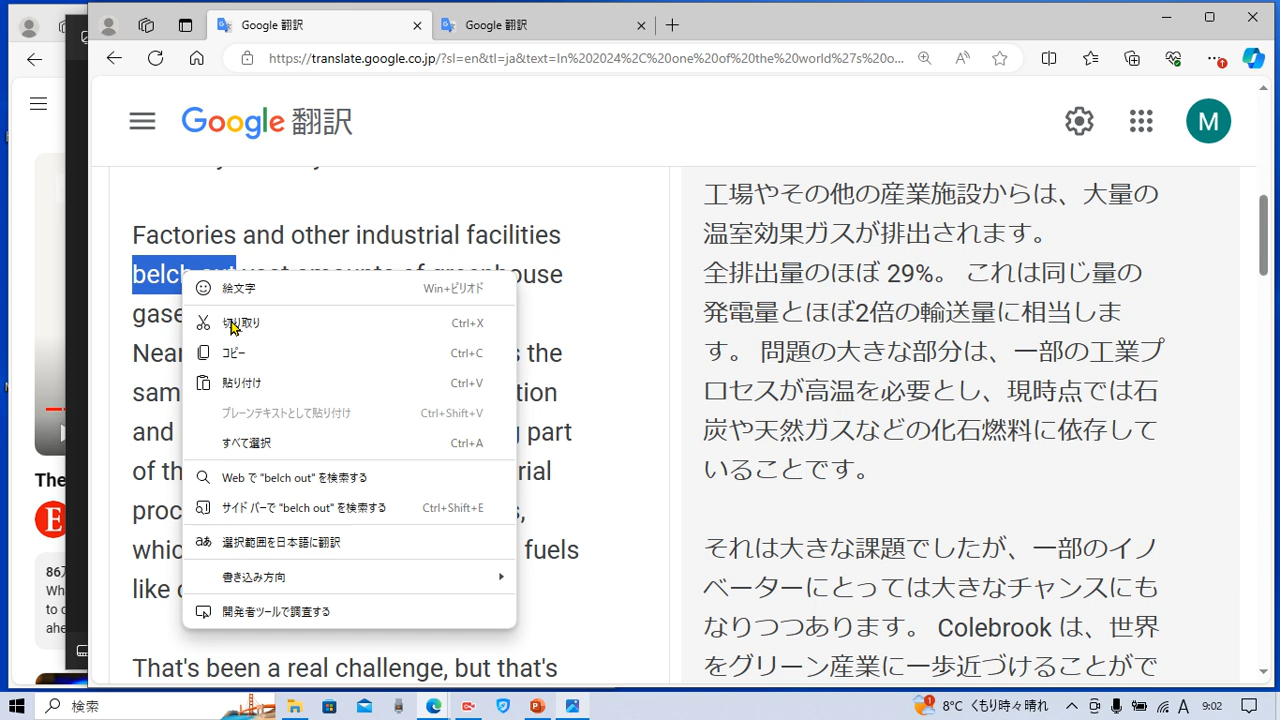 Google 翻訳
Google 翻訳
https://translate.google.co.jp/?sl=en&tl=ja&text=In%202024%2C%20one%20of%20the%20world%27s%20o...
Google 翻訳
M
Factories and other industrial facilities
belch out vast amounts of greenhouse
gase
Near
s the
sam
tion
and
g part
of th
rial
proc
s,
whic
fuels
like c
That's been a real challenge, but that's
絵文字 Win+ピリオド
切り取り Ctrl+X
コピー Ctrl+C
貼り付け Ctrl+V
プレーンテキストとして貼り付け Ctrl+Shift+V
すべて選択 Ctrl+A
Web で "belch out" を検索する
サイド バーで "belch out" を検索する Ctrl+Shift+E
選択範囲を日本語に翻訳
書き込み方向
開発者ツールで調査する
工場やその他の産業施設からは、大量の
温室効果ガスが排出されます。
全排出量のほぼ 29%。 これは同じ量の
発電量とほぼ2倍の輸送量に相当しま
す。 問題の大きな部分は、一部の工業プ
ロセスが高温を必要とし、現時点では石
炭や天然ガスなどの化石燃料に依存して
いることです。
それは大きな課題でしたが、一部のイノ
ベーターにとっては大きなチャンスにも
なりつつあります。 Colebrook は、世界
をグリーン産業に一歩近づけることがで
The
E
86万
Wh
to c
ahe
検索
8°C くもり時々晴れ
A
9:02